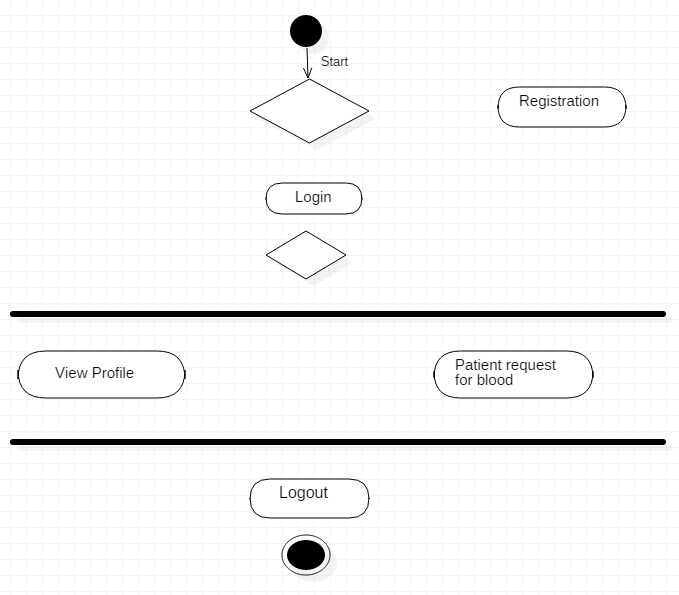 Start
Registration
Login
View Profile
Patient request
for blood
Logout